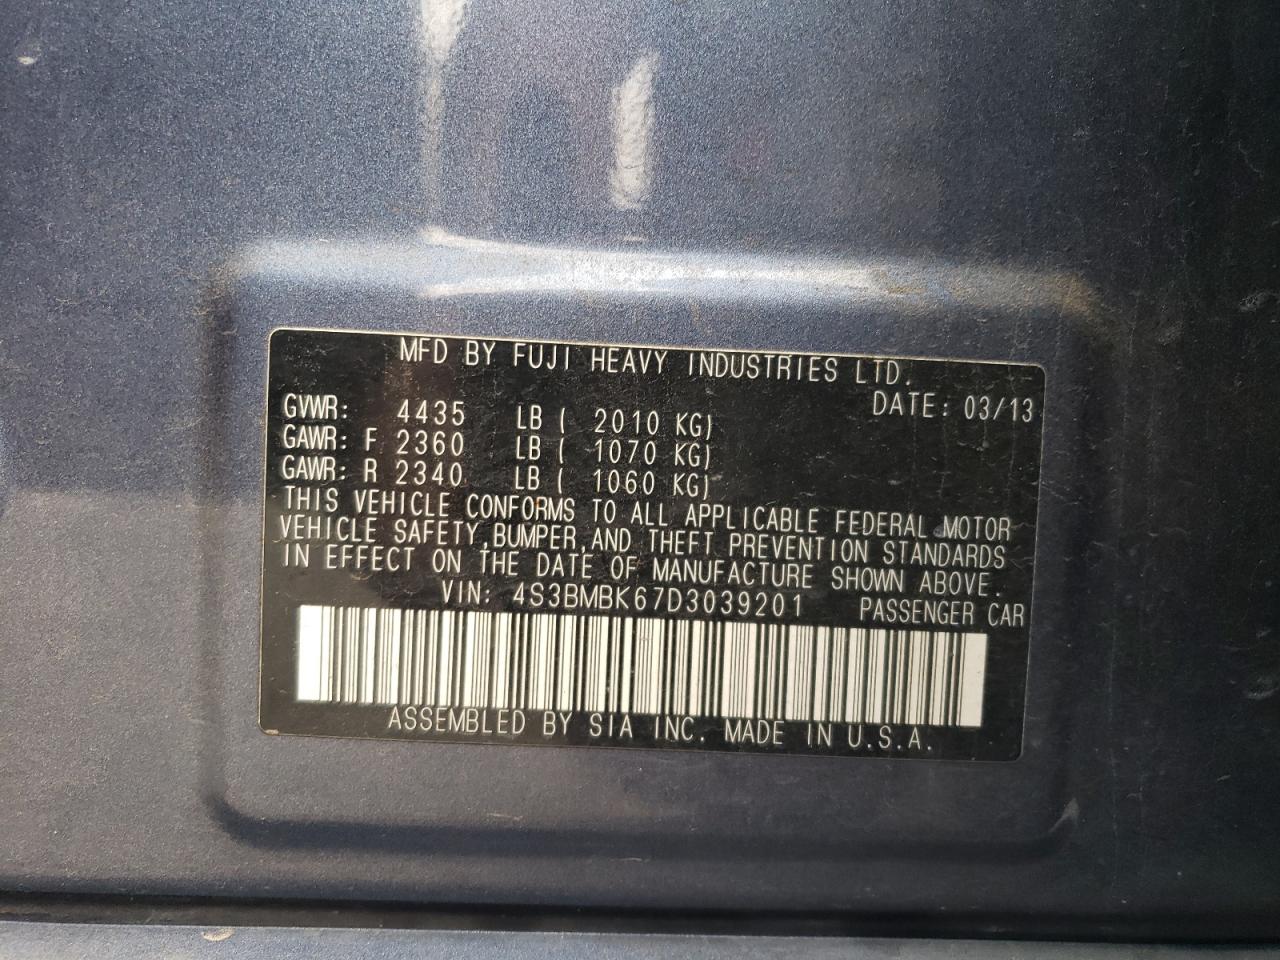 MFD BY FUJI HEAVY INDUSTRIES LTD.
DATE: 03/13
GVWR: 4435 LB ( 2010 KG)
GAWR: F 2360 LB ( 1070 KG)
GAWR: R 2340 LB ( 1060 KG)
THIS VEHICLE CONFORMS TO ALL APPLICABLE FEDERAL MOTOR
VEHICLE SAFETY,BUMPER,AND THEFT PREVENTION STANDARDS
IN EFFECT ON THE DATE OF MANUFACTURE SHOWN ABOVE.
VIN: 4S3BMBK67D3039201 PASSENGER CAR
ASSEMBLED BY SIA INC. MADE IN U.S.A.